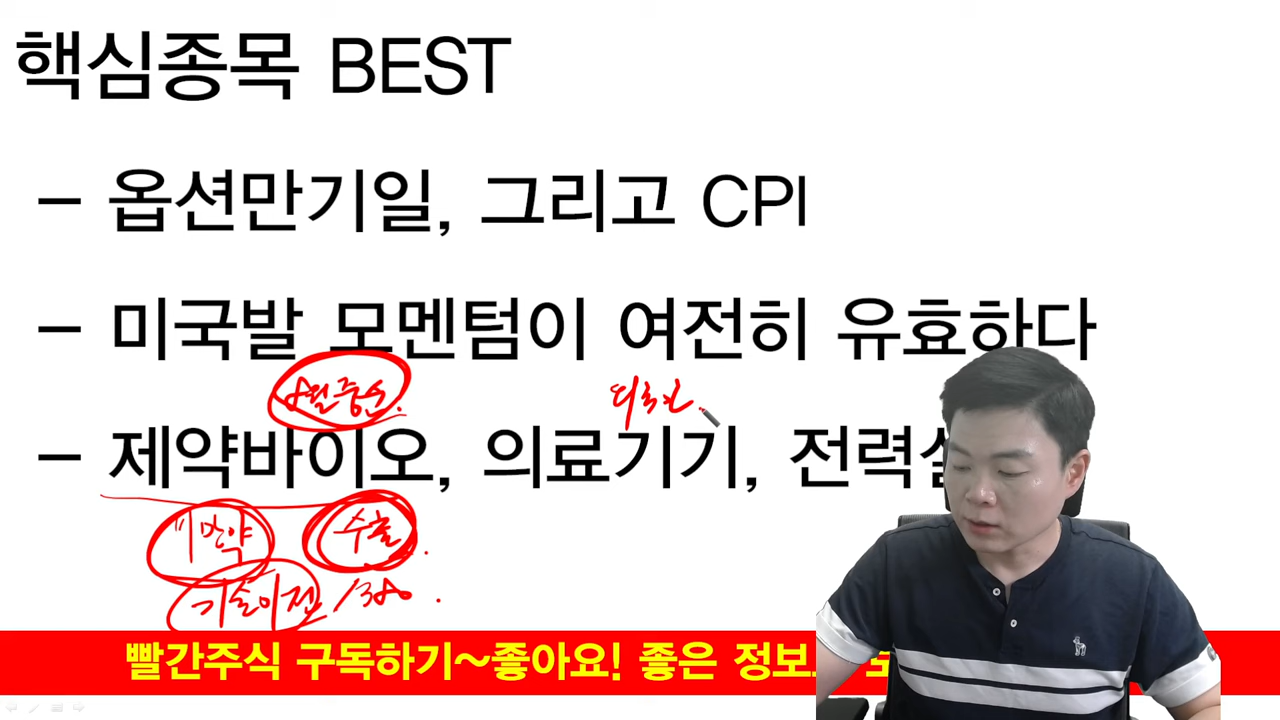 핵심종목 BEST
- 옵션만기일, 그리고 CPI
- 미국발 모멘텀이 여전히 유효하다
- 제약바이오, 의료기기, 전력
수출
기술이전
빨간주식 구독하기~좋아요! 좋은 정보